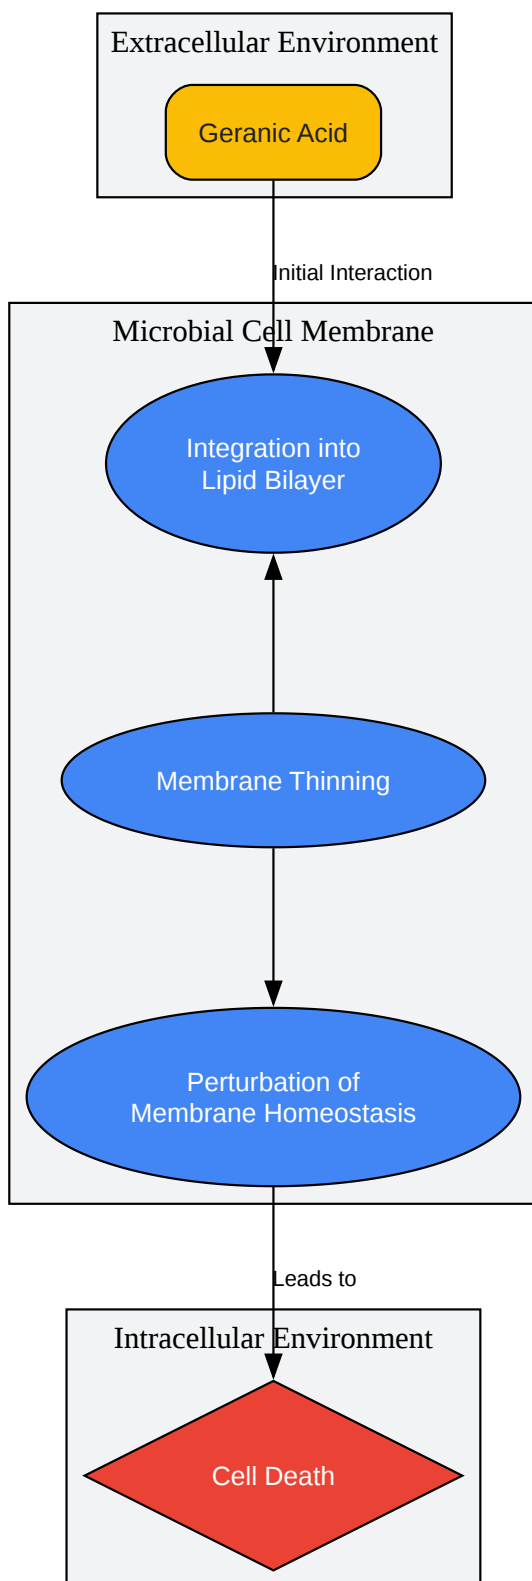 Extracellular Environment
Geranic Acid
Initial Interaction
Microbial Cell Membrane
Integration into
Lipid Bilayer
Membrane Thinning
Perturbation of
Membrane Homeostasis
Leads to
Intracellular Environment
Cell Death